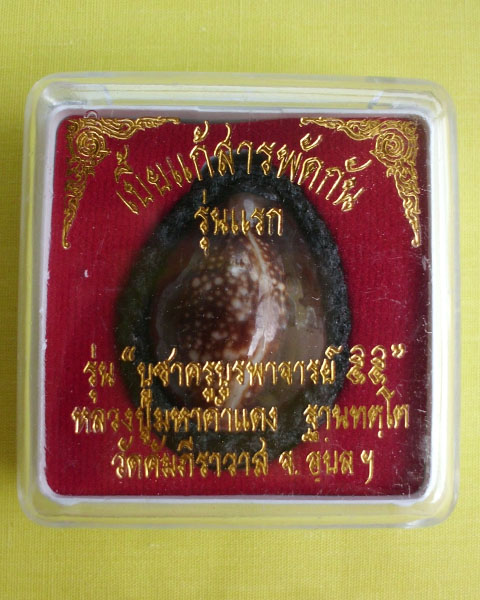 เบี้ยแก้สารพัดกัน
รุ่นแรก
รุ่น “บูชาครูบูรพาจารย์ ๕๕”
หลวงปู่มหาคำแดง ฐานทตฺโต
วัดคัมภีราวาส จ. อุบล ฯ